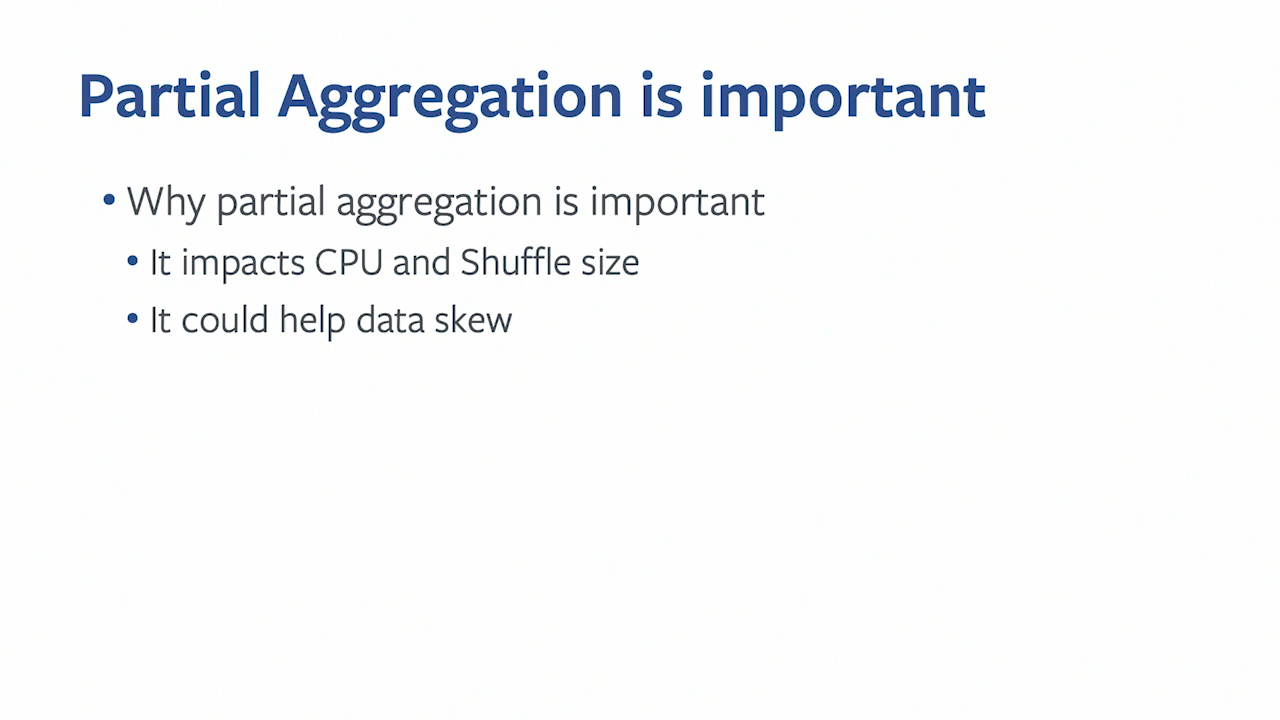 Partial Aggregation is important
• Why partial aggregation is important
• It impacts CPU and Shuffle size
• It could help data skew